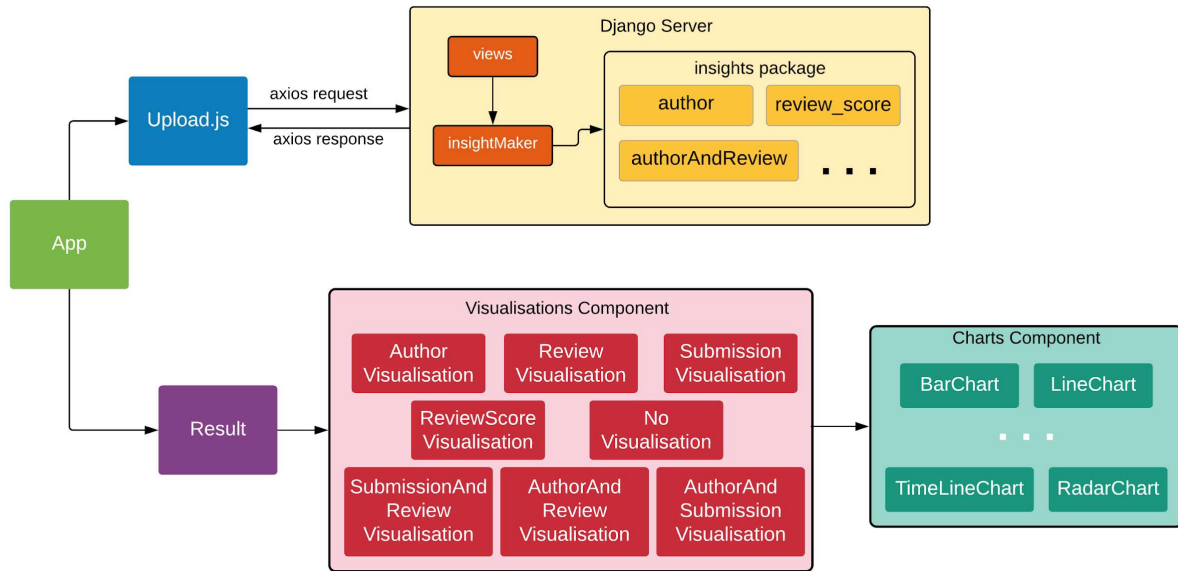 Django Server
views
insights package
author
review_score
axios request
Upload.js
axios response
insightMaker
authorAndReview
. . .
App
Visualisations Component
Author
Visualisation
Review
Visualisation
Submission
Visualisation
ReviewScore
Visualisation
No
Visualisation
SubmissionAnd
Review
Visualisation
AuthorAnd
Review
Visualisation
AuthorAnd
Submission
Visualisation
Result
Charts Component
BarChart
LineChart
. . .
TimeLineChart
RadarChart